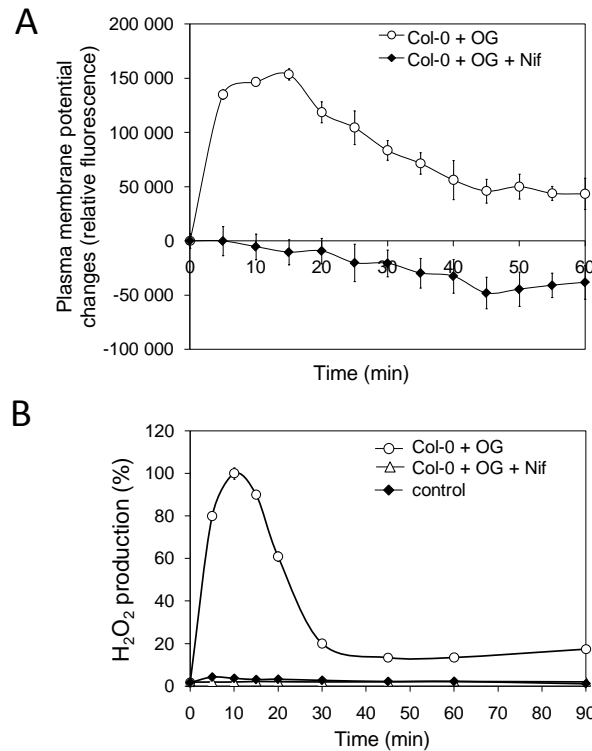 A
Plasma membrane potential
changes (relative fluorescence)
200 000
150 000
100 000
50 000
0
-50 000
-100 000
Col-0 + OG
Col-0 + OG + Nif
0 10 20 30 40 50 60
Time (min)
B
H₂O₂ production (%)
120
100
80
60
40
20
0
Col-0 + OG
Col-0 + OG + Nif
control
0 10 20 30 40 50 60 70 80 90
Time (min)